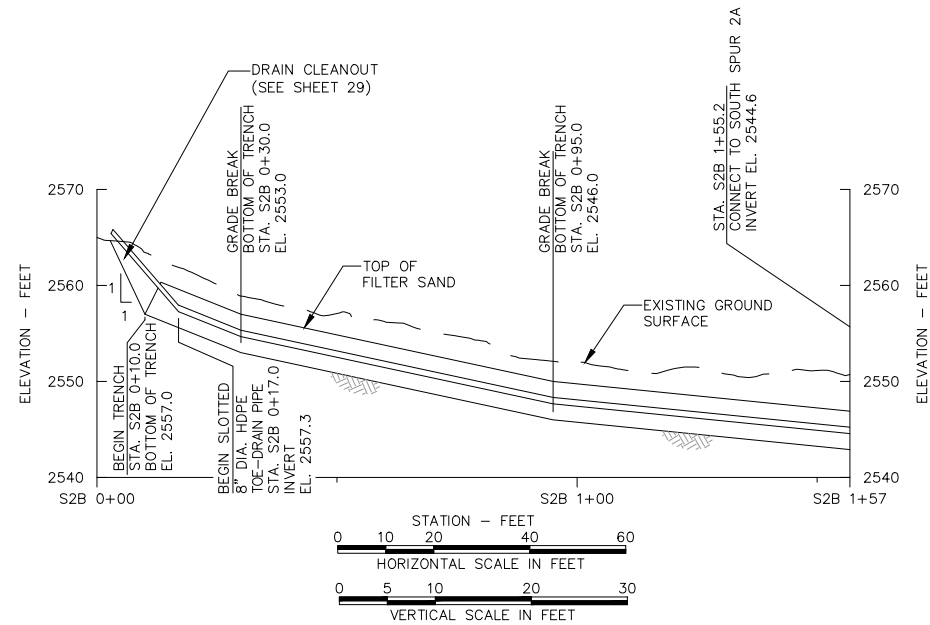 DRAIN CLEANOUT
(SEE SHEET 29)
GRADE BREAK
BOTTOM OF TRENCH
STA. S2B 0+30.0
EL. 2553.0
GRADE BREAK
BOTTOM OF TRENCH
STA. S2B 0+95.0
EL. 2546.0
STA. S2B 1+55.2
CONNECT TO SOUTH SPUR 2A
INVERT EL. 2544.6
2570
2560
2550
2540
ELEVATION – FEET
1
1
TOP OF
FILTER SAND
EXISTING GROUND
SURFACE
2570
2560
2550
2540
ELEVATION – FEET
BEGIN TRENCH
STA. S2B 0+10.0
BOTTOM OF TRENCH
EL. 2557.0
BEGIN SLOTTED
8" DIA. HDPE
TOE–DRAIN PIPE
STA. S2B 0+17.0
INVERT
EL. 2557.3
S2B 0+00
S2B 1+00
S2B 1+57
STATION – FEET
0 10 20 40 60
HORIZONTAL SCALE IN FEET
0 5 10 20 30
VERTICAL SCALE IN FEET